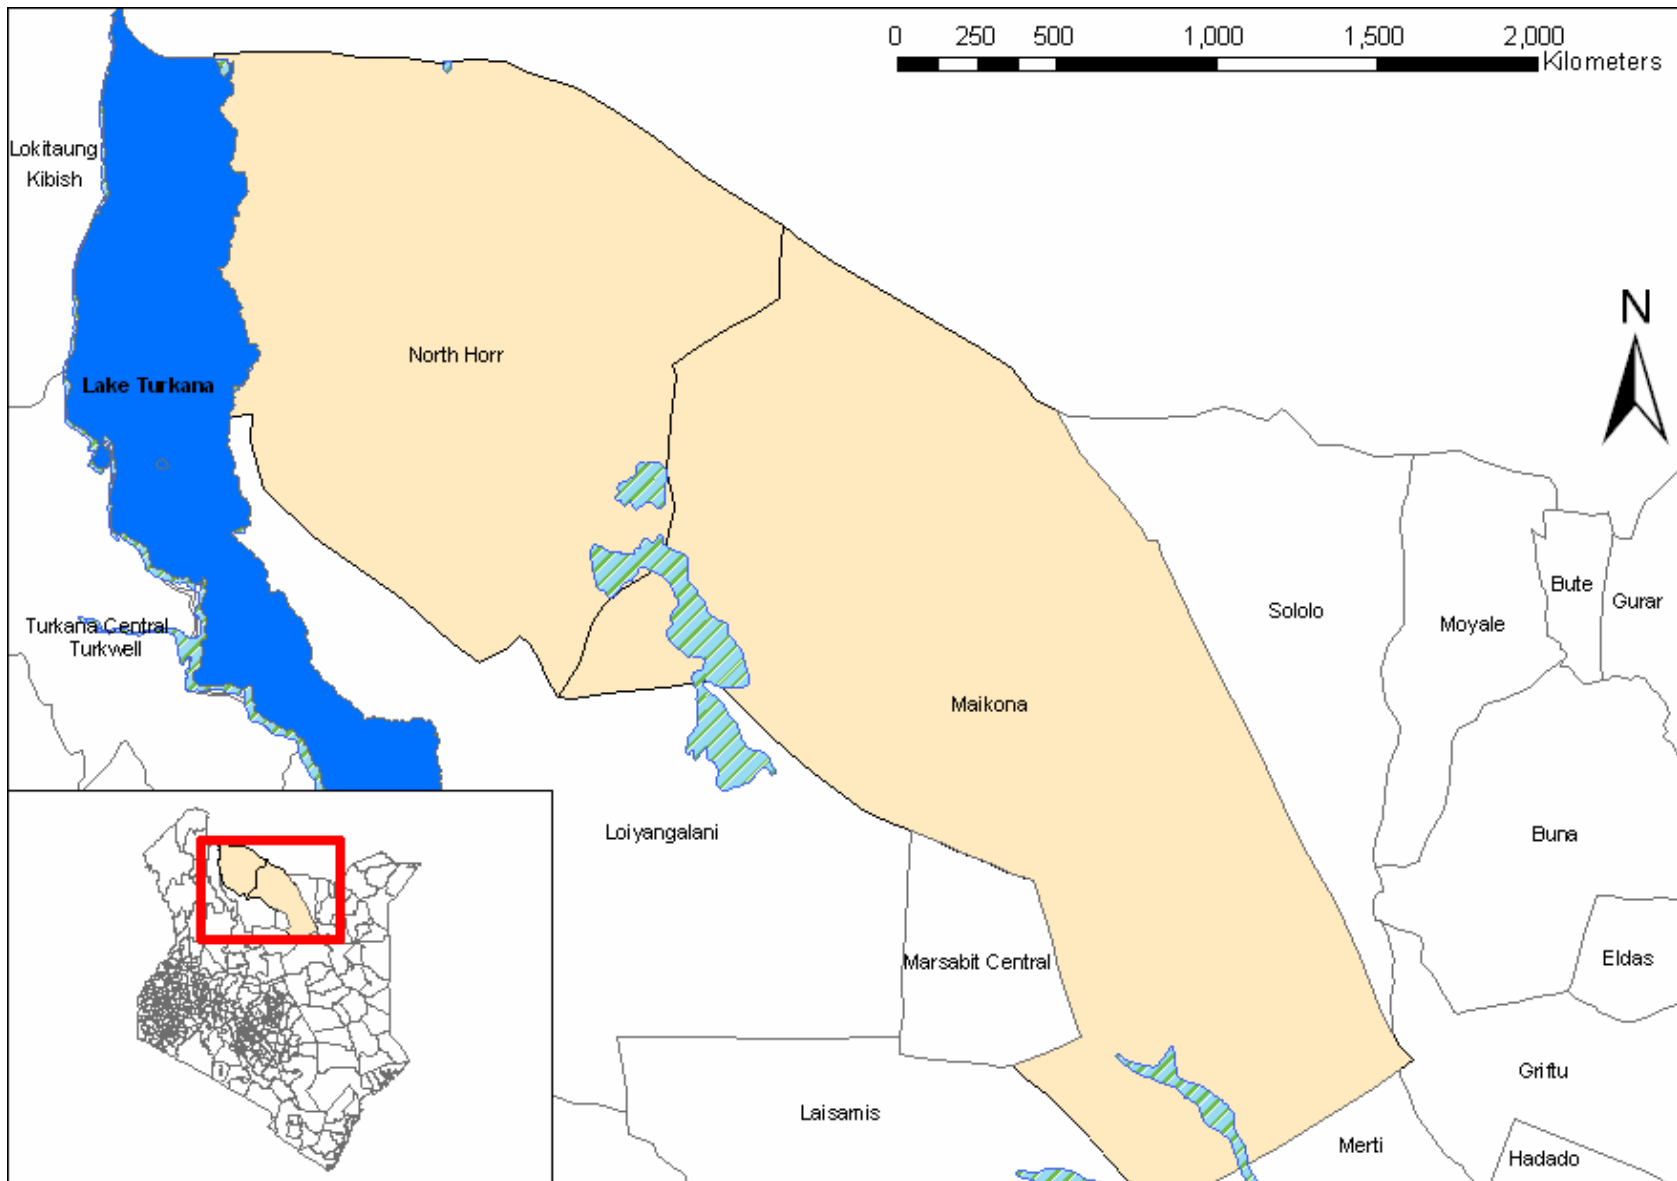 0 250 500 1,000 1,500 2,000
Kilometers
Lokitaung
Kibish
N
North Horr
Lake Turkana
Bute
Gurar
Sololo
Moyale
Turkana Central
Turkwell
Maikona
Loiyangalani
Buna
Marsabit Central
Eldas
Griftu
Laisamis
Merti
Hadado